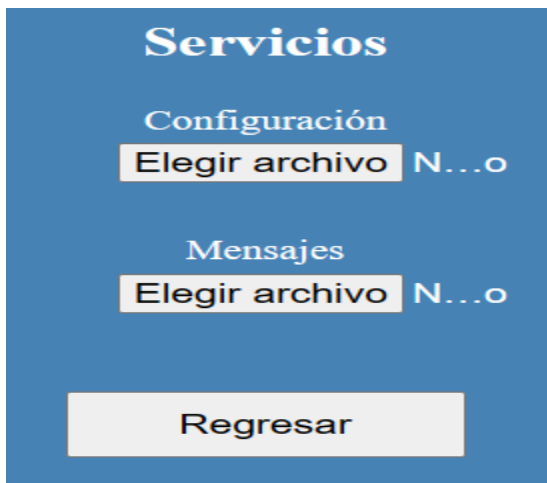 Servicios
Configuración
Elegir archivo N...o
Mensajes
Elegir archivo N...o
Regresar